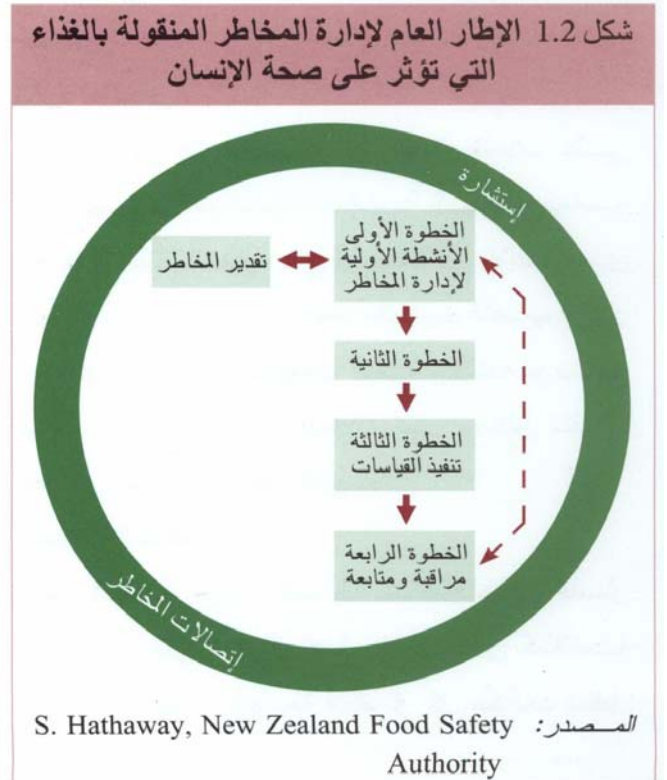 شكل 1.2 الإطار العام لإدارة المخاطر المنقولة بالغذاء
التي تؤثر على صحة الإنسان
إستشارة
الخطوة الأولى
الأنشطة الأولية
لإدارة المخاطر
تقدير المخاطر
الخطوة الثانية
الخطوة الثالثة
تنفيذ القياسات
الخطوة الرابعة
مراقبة ومتابعة
إتصالات المخاطر
المـصدر: S. Hathaway, New Zealand Food Safety
Authority